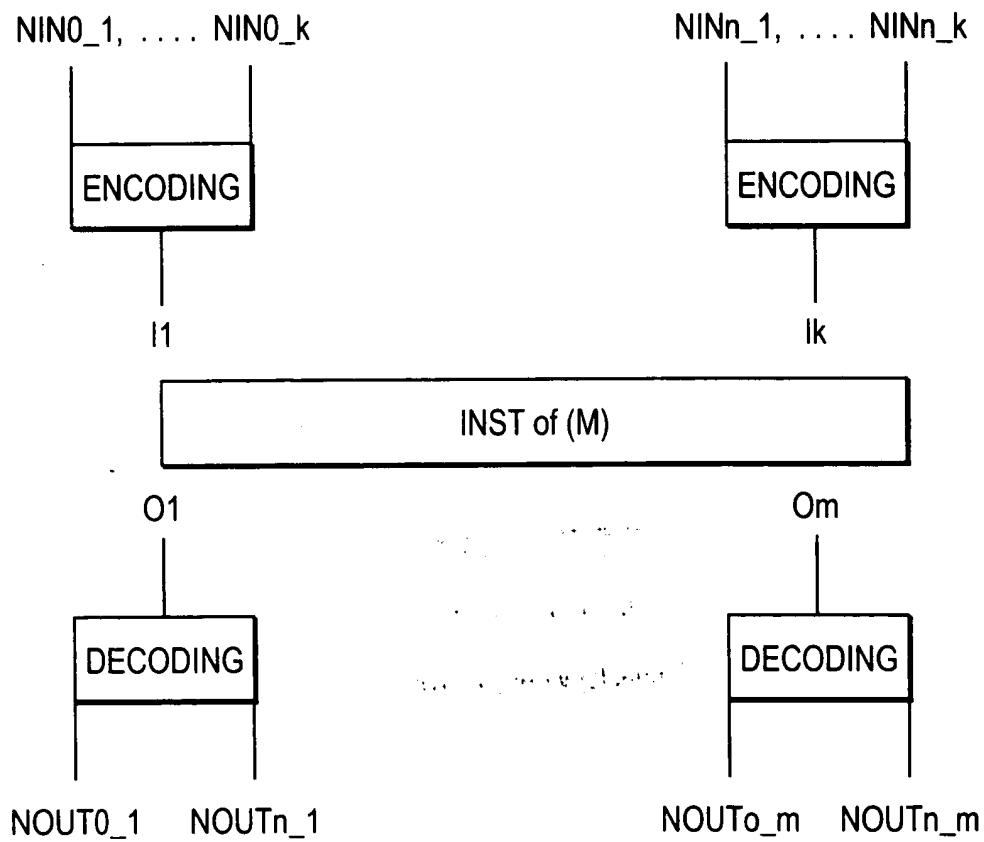 NIN0_1, .... NIN0_k NINn_1, .... NINn_k
ENCODING ENCODING
I1 Ik
INST of (M)
O1 Om
DECODING DECODING
NOUT0_1 NOUTn_1 NOUTo_m NOUTn_m